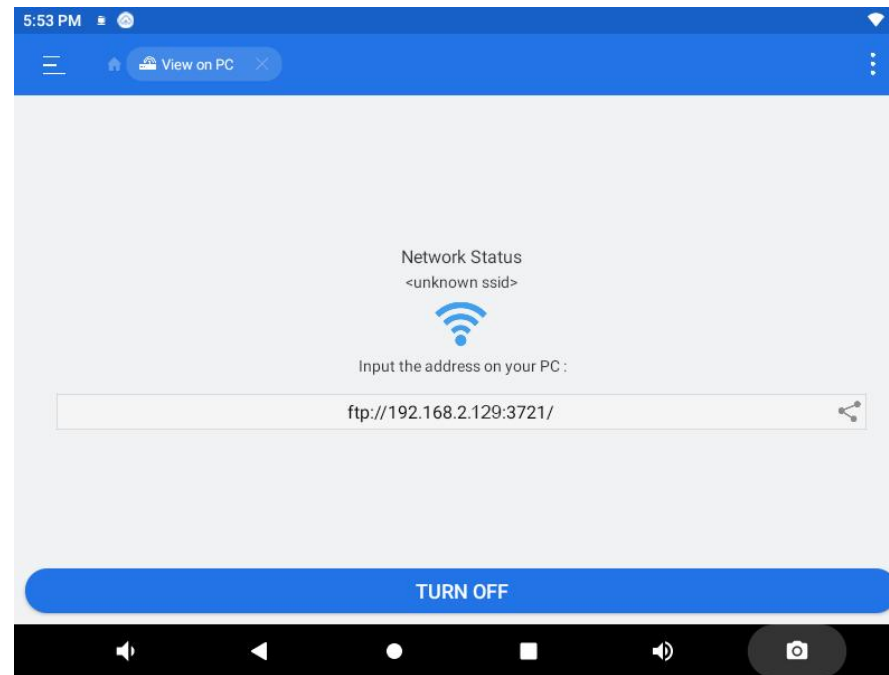 5:53 PM
View on PC
Network Status
<unknown ssid>
Input the address on your PC :
ftp://192.168.2.129:3721/
TURN OFF